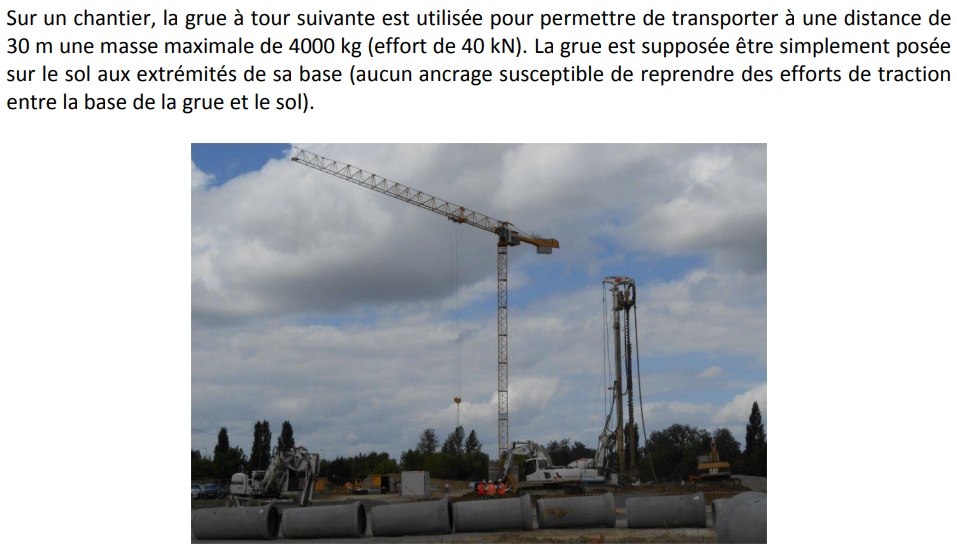 Sur un chantier, la grue à tour suivante est utilisée pour permettre de transporter à une distance de
30 m une masse maximale de 4000 kg (effort de 40 kN). La grue est supposée être simplement posée
sur le sol aux extrémités de sa base (aucun ancrage susceptible de reprendre des efforts de traction
entre la base de la grue et le sol).